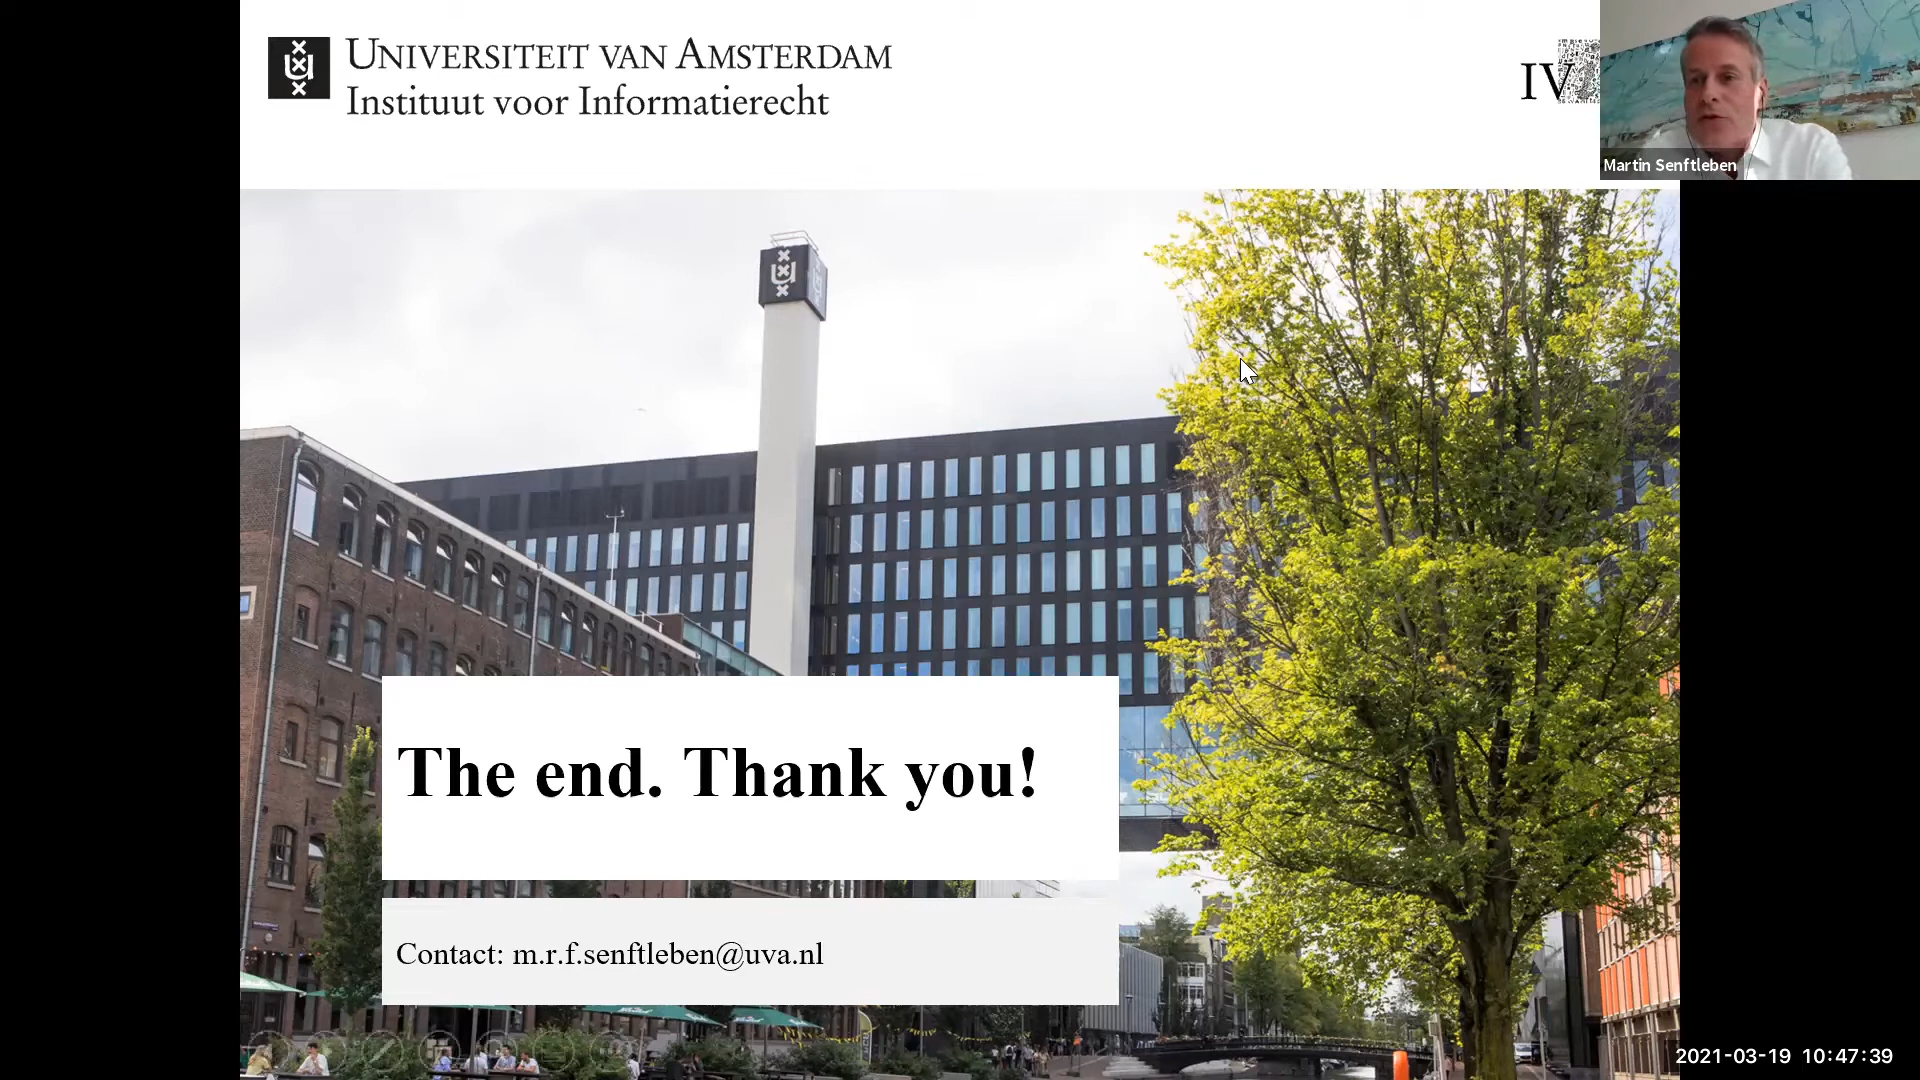 UNIVERSITEIT VAN AMSTERDAM
Instituut voor Informatierecht
Martin Senftleben
The end. Thank you!
Contact: m.r.f.senftleben@uva.nl
2021-03-19 10:47:39